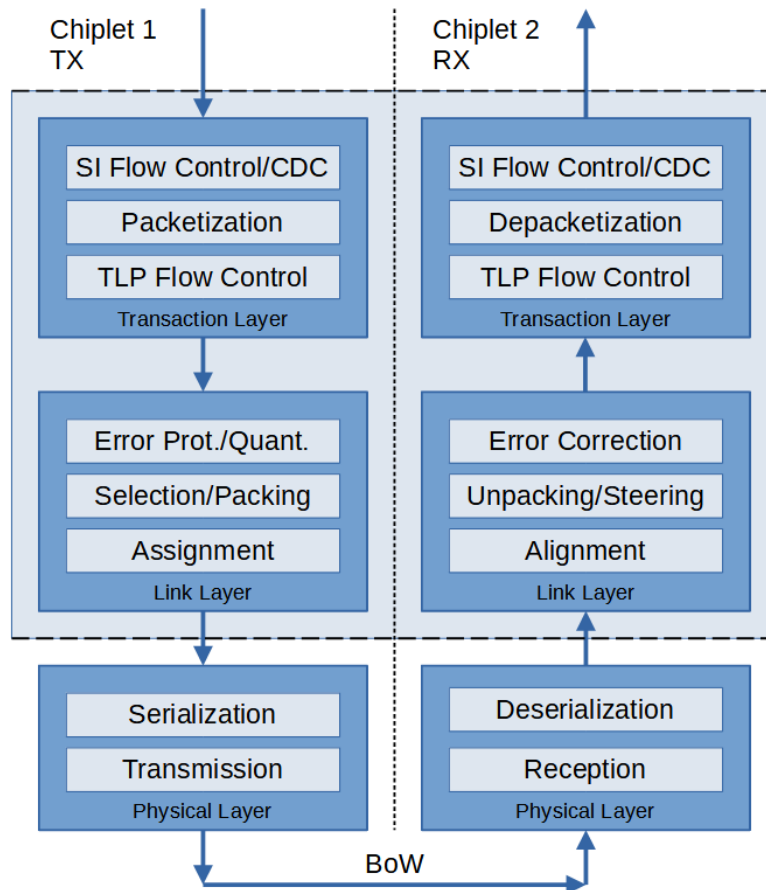 Chiplet 1
TX
SI Flow Control/CDC
Packetization
TLP Flow Control
Transaction Layer
Error Prot./Quant.
Selection/Packing
Assignment
Link Layer
Serialization
Transmission
Physical Layer
Chiplet 2
RX
SI Flow Control/CDC
Depacketization
TLP Flow Control
Transaction Layer
Error Correction
Unpacking/Steering
Alignment
Link Layer
Deserialization
Reception
Physical Layer
BoW